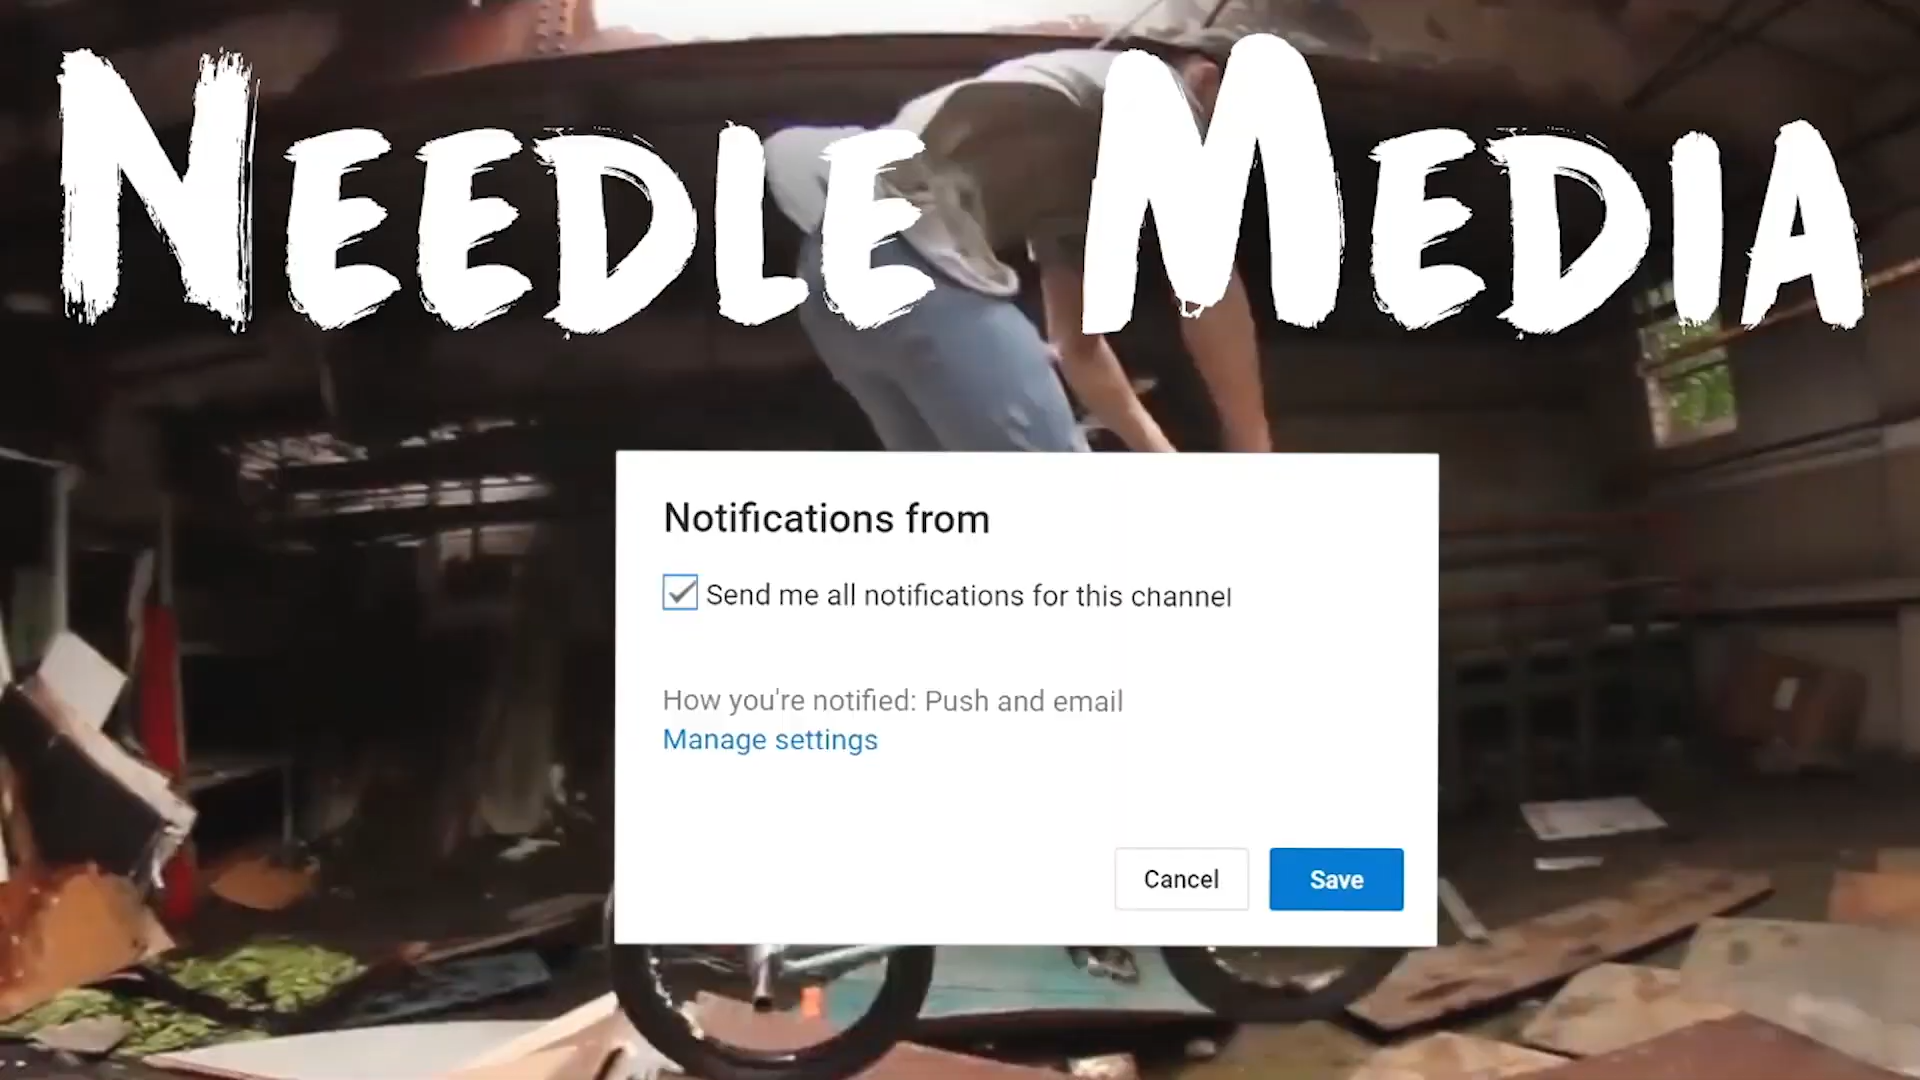 Needle Media
Notifications from
Send me all notifications for this channel
How you're notified: Push and email
Manage settings
Cancel
Save